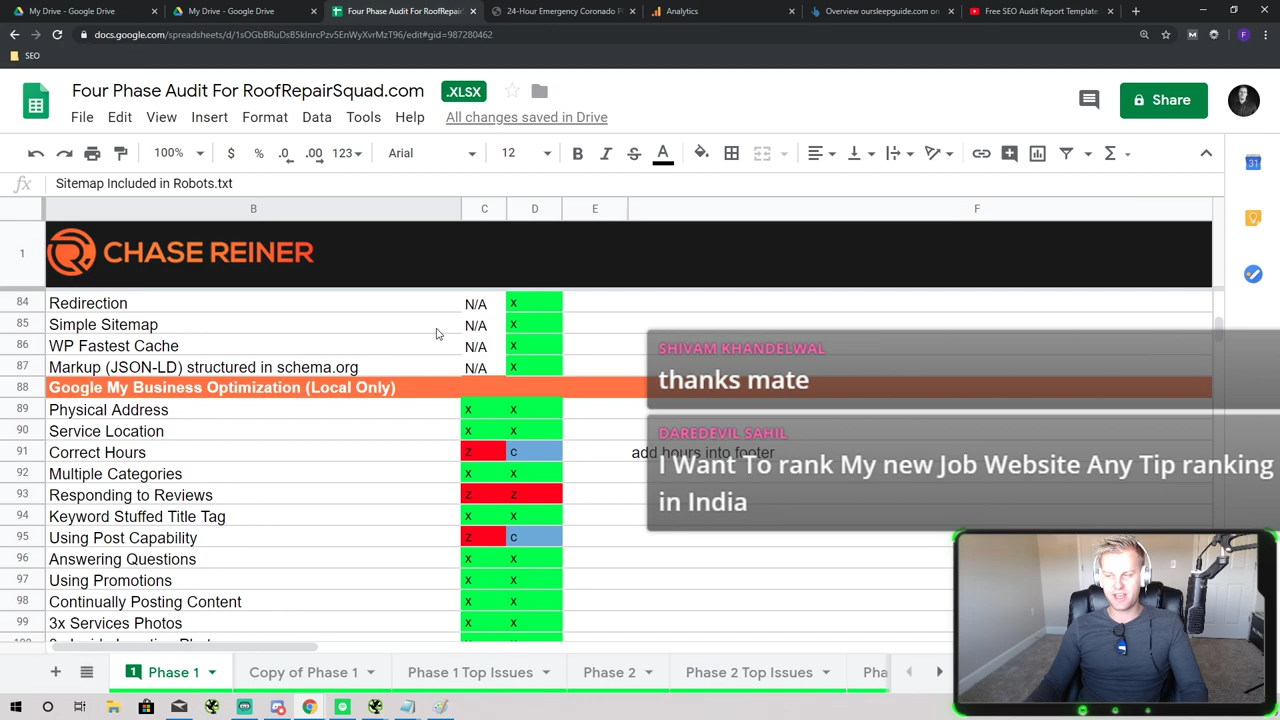 My Drive - Google Drive
My Drive - Google Drive
Four Phase Audit For RoofRepair
24-Hour Emergency Coronado Pl
Analytics
Overview oursleepguide.com on
Free SEO Audit Report Template
docs.google.com/spreadsheets/d/1sOGbBRuDsB5kInrcPzv5EnWyXvrMzT96/edit#gid=987280462
SEO
Four Phase Audit For RoofRepairSquad.com
.XLSX
File Edit View Insert Format Data Tools Help All changes saved in Drive
Share
100% $ % .0 .00 123 Arial 12
fx Sitemap Included in Robots.txt
B C D E F
1 CHASE REINER
84 Redirection N/A x
85 Simple Sitemap N/A x
86 WP Fastest Cache N/A x
87 Markup (JSON-LD) structured in schema.org N/A x
88 Google My Business Optimization (Local Only)
89 Physical Address x x
90 Service Location x x
91 Correct Hours z c add hours into footer
92 Multiple Categories x x
93 Responding to Reviews z z
94 Keyword Stuffed Title Tag x x
95 Using Post Capability z c
96 Answering Questions x x
97 Using Promotions x x
98 Continually Posting Content x x
99 3x Services Photos x x
SHIVAM KHANDELWAL
thanks mate
DAREDEVIL SAHIL
I Want To rank My new Job Website Any Tip ranking
in India
1 Phase 1 Copy of Phase 1 Phase 1 Top Issues Phase 2 Phase 2 Top Issues Pha